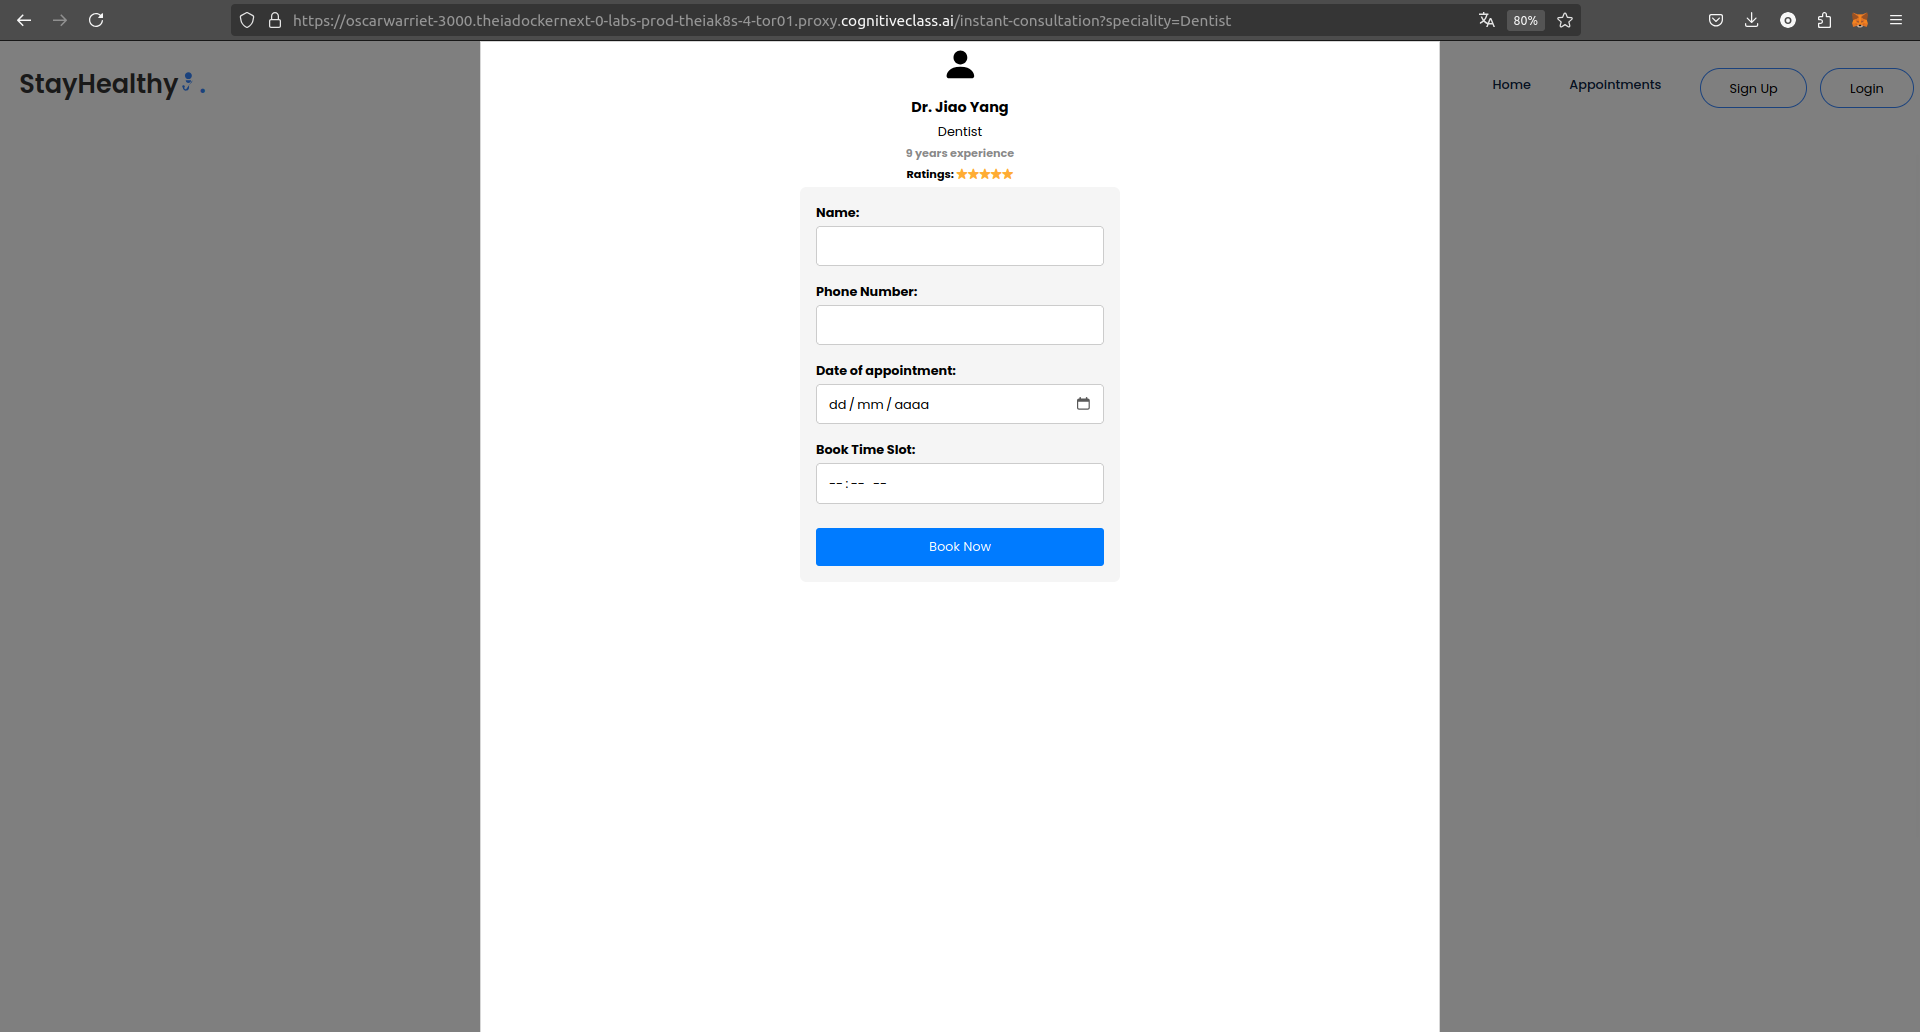 https://oscarwarriet-3000.theiadockernext-0-labs-prod-theiak8s-4-tor01.proxy.cognitiveclass.ai/instant-consultation?speciality=Dentist
80%
StayHealthy
Home
Appointments
Sign Up
Login
Dr. Jiao Yang
Dentist
9 years experience
Ratings:
Name:
Phone Number:
Date of appointment:
dd / mm / aaaa
Book Time Slot:
-- : -- --
Book Now